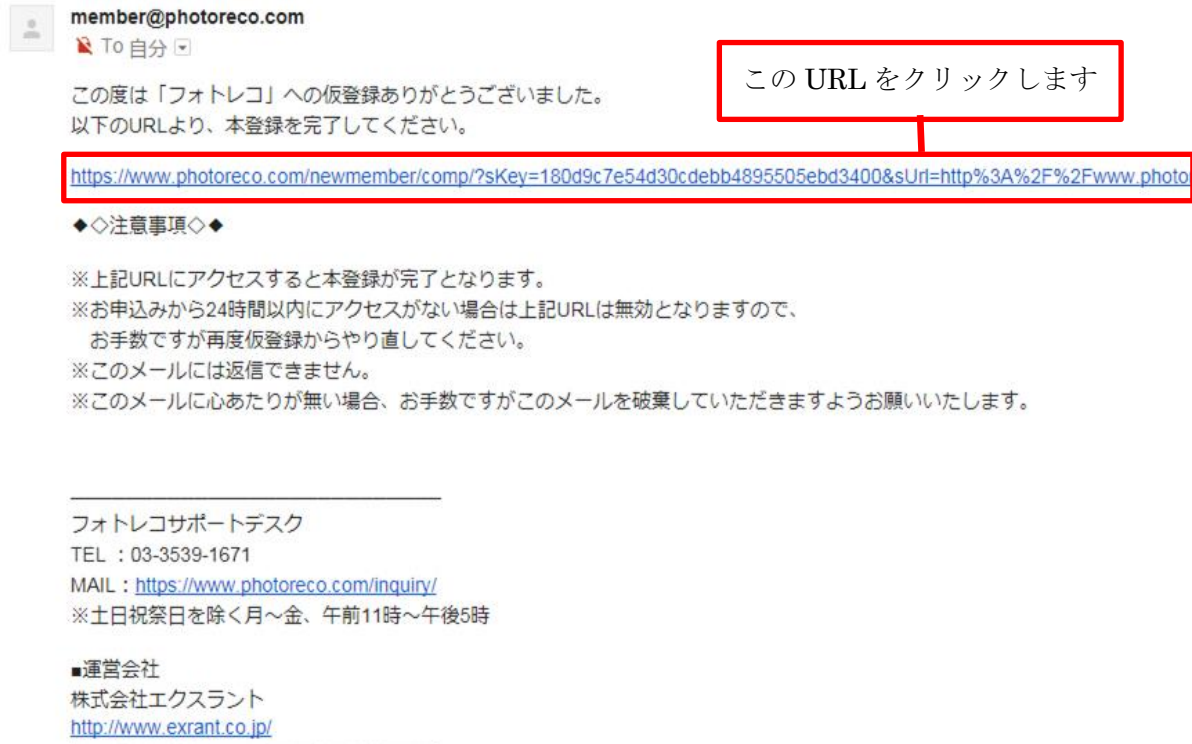 member@photoreco.com
To 自分
この URL をクリックします
この度は「フォトレコ」への仮登録ありがとうございました。
以下のURLより、本登録を完了してください。
https://www.photoreco.com/newmember/comp/?sKey=180d9c7e54d30cdebb4895505ebd3400&sUrl=http%3A%2F%2Fwww.photo
◆◇注意事項◇◆
※上記URLにアクセスすると本登録が完了となります。
※お申込みから24時間以内にアクセスがない場合は上記URLは無効となりますので、
お手数ですが再度仮登録からやり直してください。
※このメールには返信できません。
※このメールに心あたりが無い場合、お手数ですがこのメールを破棄していただきますようお願いいたします。
フォトレコサポートデスク
TEL :03-3539-1671
MAIL:https://www.photoreco.com/inquiry/
※土日祝祭日を除く月~金、午前11時~午後5時
■運営会社
株式会社エクスラント
http://www.exrant.co.jp/